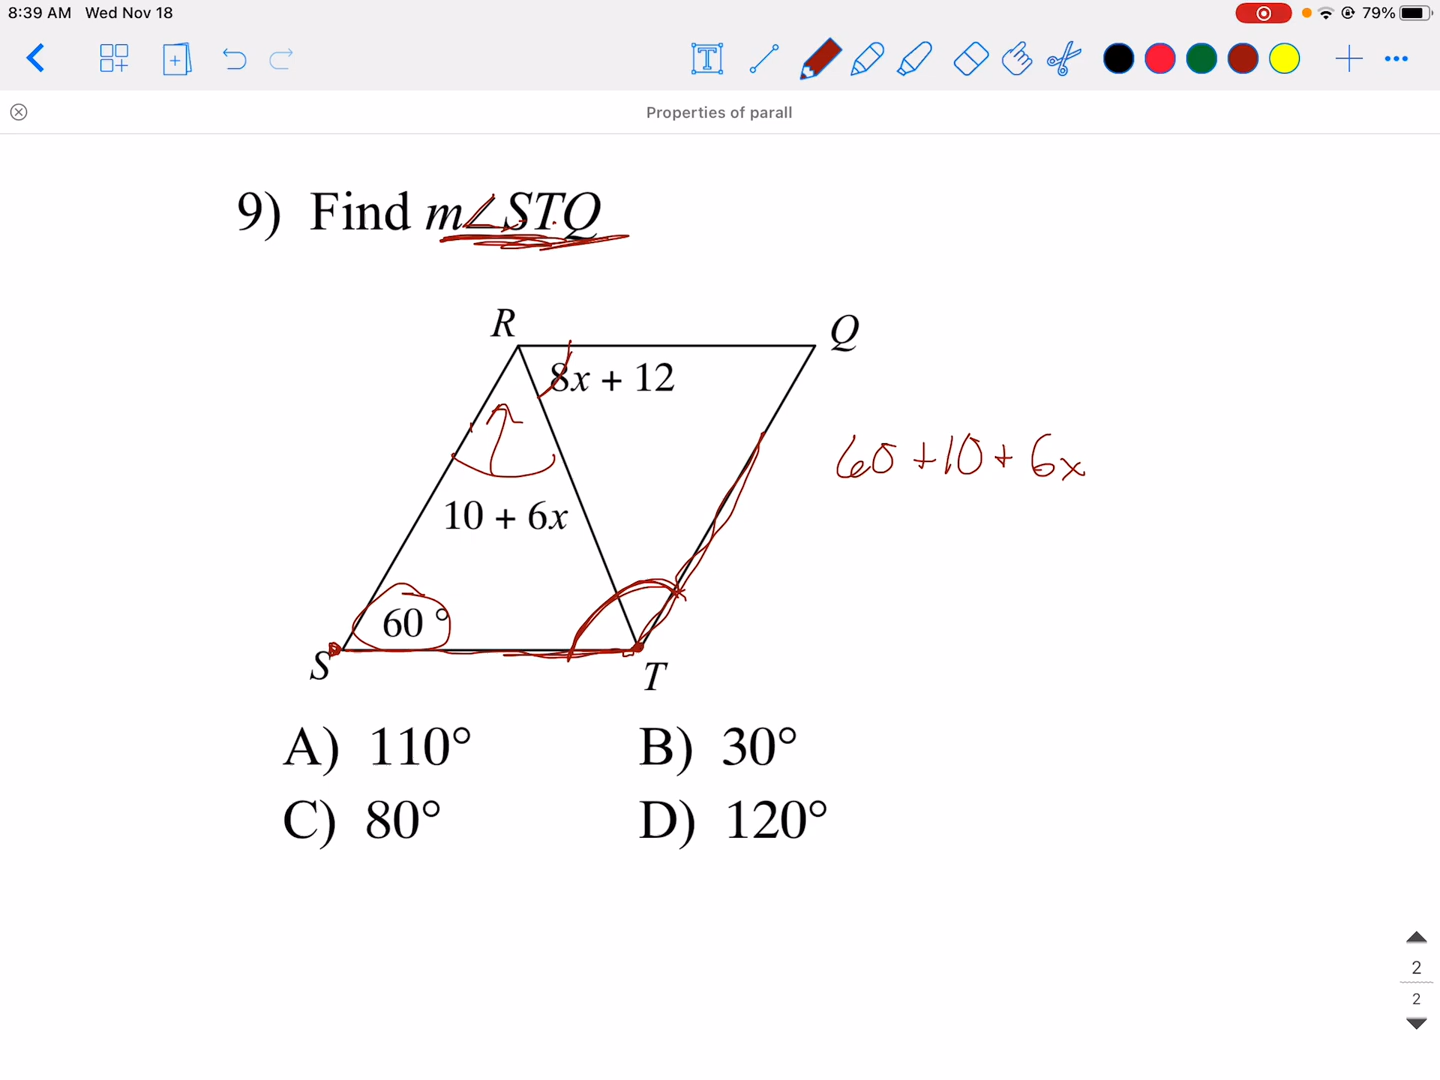 8:39 AM Wed Nov 18
79%
T
Properties of parall
9) Find m∠STQ
R
Q
8x + 12
60 + 10 + 6x
10 + 6x
60°
S
T
A) 110°
B) 30°
C) 80°
D) 120°
2
2